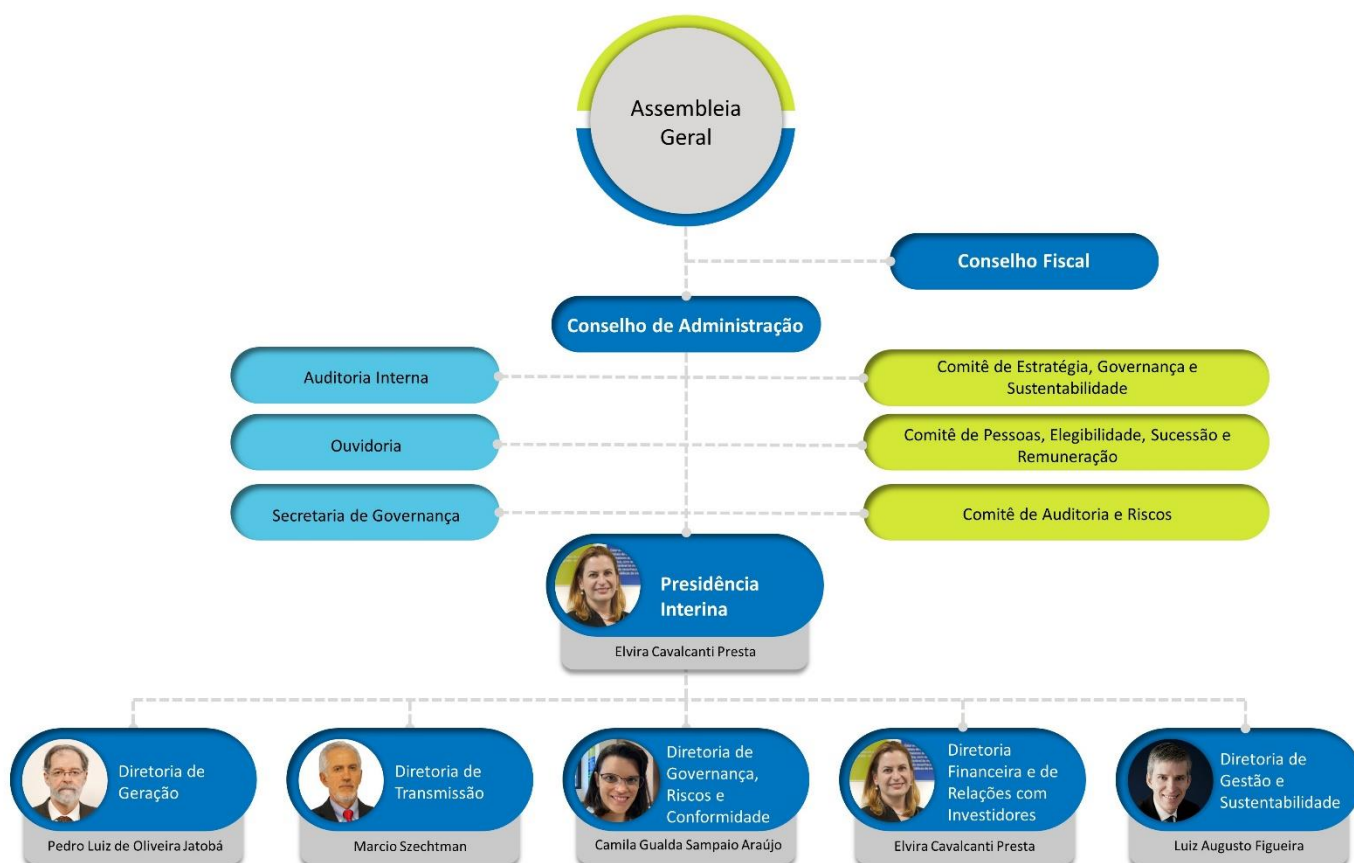 Assembleia
Geral
Conselho Fiscal
Conselho de Administração
Auditoria Interna
Comitê de Estratégia, Governança e
Sustentabilidade
Ouvidoria
Comitê de Pessoas, Elegibilidade, Sucessão e
Remuneração
Secretaria de Governança
Comitê de Auditoria e Riscos
Presidência
Interina
Elvira Cavalcanti Presta
Diretoria de
Geração
Pedro Luiz de Oliveira Jatobá
Diretoria de
Transmissão
Marcio Szechtman
Diretoria de
Governança,
Riscos e
Conformidade
Camila Gualda Sampaio Araújo
Diretoria
Financeira e de
Relações com
Investidores
Elvira Cavalcanti Presta
Diretoria de
Gestão e
Sustentabilidade
Luiz Augusto Figueira